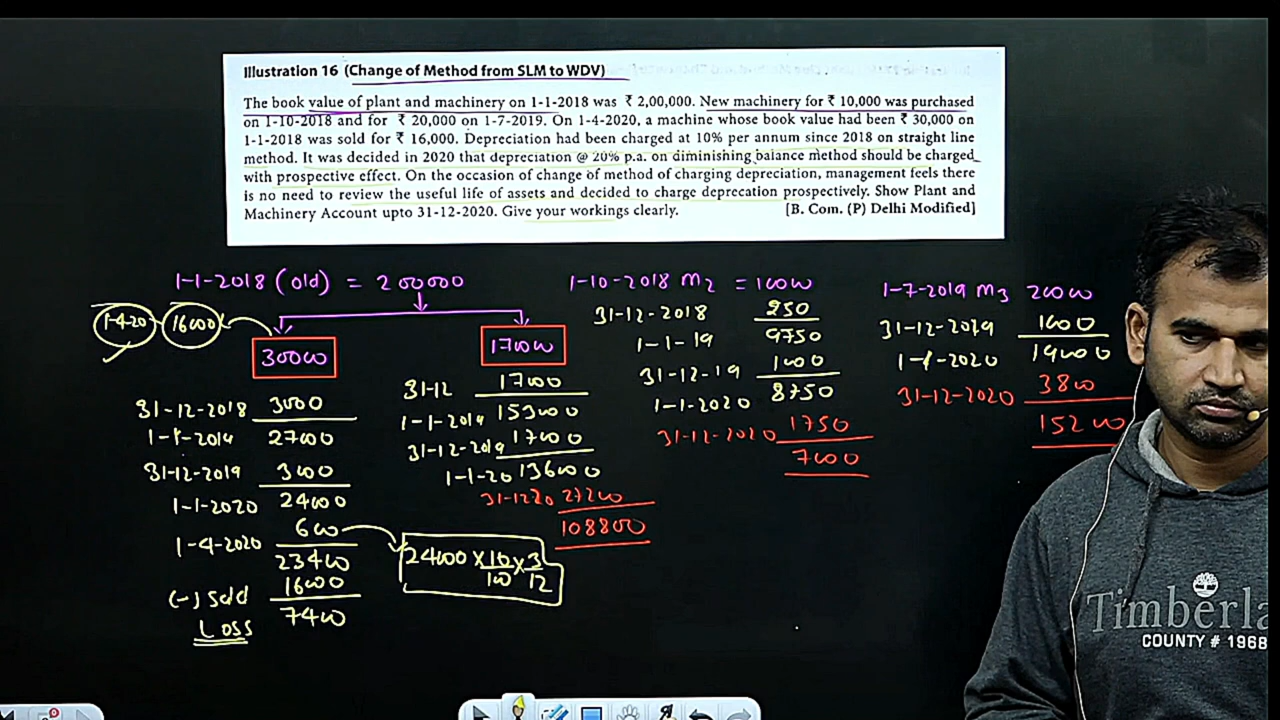 Illustration 16 (Change of Method from SLM to WDV)
The book value of plant and machinery on 1-1-2018 was ₹ 2,00,000. New machinery for ₹ 10,000 was purchased
on 1-10-2018 and for ₹ 20,000 on 1-7-2019. On 1-4-2020, a machine whose book value had been ₹ 30,000 on
1-1-2018 was sold for ₹ 16,000. Depreciation had been charged at 10% per annum since 2018 on straight line
method. It was decided in 2020 that depreciation @ 20% p.a. on diminishing balance method should be charged
with prospective effect. On the occasion of change of method of charging depreciation, management feels there
is no need to review the useful life of assets and decided to charge deprecation prospectively. Show Plant and
Machinery Account upto 31-12-2020. Give your workings clearly. [B. Com. (P) Delhi Modified]
1-1-2018 (old) = 200000
1-4-20 16000
30000
170000
31-12-2018 3000
1-1-2019 27000
31-12-2019 3000
1-1-2020 24000
1-4-2020 600
23400
(-) Sold 16000
Loss 7400
24000 × 10/100 × 3/12
31-12 17000
1-1-2019 153000
31-12-2019 17000
1-1-20 136000
31-12 20 27200
108800
1-10-2018 M2 = 10000
31-12-2018 250
1-1-19 9750
31-12-19 1000
1-1-2020 8750
31-12-2020 1750
7000
1-7-2019 M3 20000
31-12-2019 1000
1-1-2020 19000
31-12-2020 3800
15200
Timberla
COUNTY # 1968